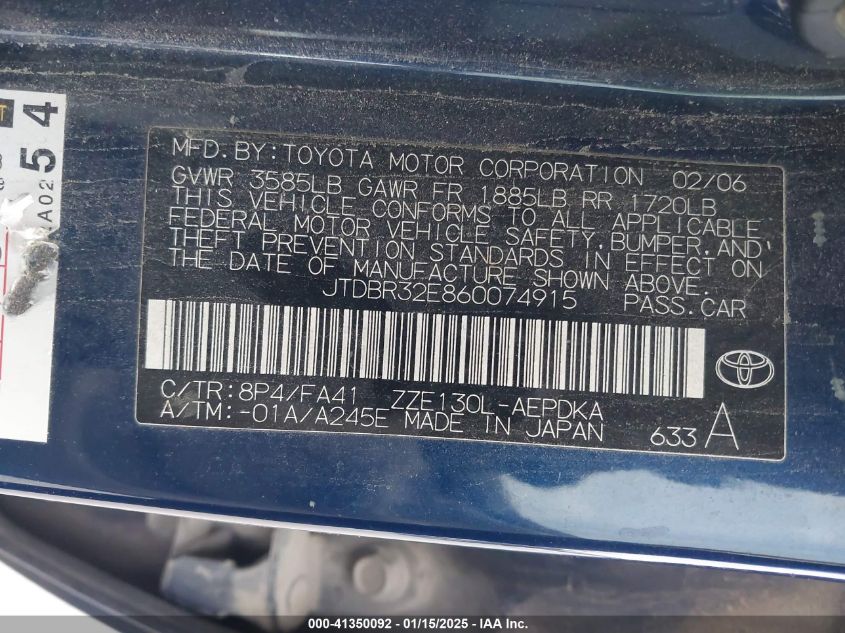 MFD.BY:TOYOTA MOTOR CORPORATION 02/06
GVWR 3585LB GAWR FR 1885LB RR 1720LB
THIS VEHICLE CONFORMS TO ALL APPLICABLE
FEDERAL MOTOR VEHICLE SAFETY,BUMPER,AND
THEFT PREVENTION STANDARDS IN EFFECT ON
THE DATE OF MANUFACTURE SHOWN ABOVE.
JTDBR32E860074915 PASS.CAR
C/TR:8P4/FA41 ZZE130L-AEPDKA
A/TM:-01A/A245E MADE IN JAPAN 633 A
54
000-41350092 - 01/15/2025 - IAA Inc.